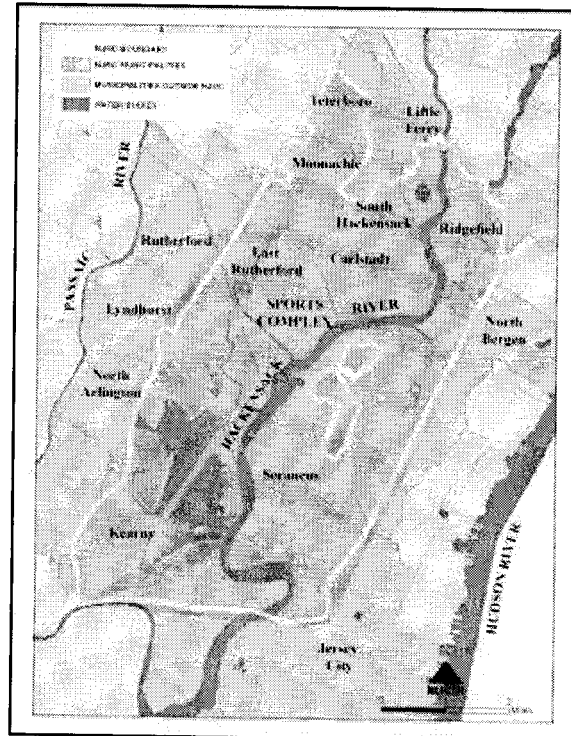 Teterboro
Little
Ferry
Moonachie
South
Hackensack
Ridgefield
PASSAIC
RIVER
Rutherford
East
Rutherford
Carlstadt
SPORTS
COMPLEX
RIVER
HACKENSACK
Lyndhurst
North
Bergen
North
Arlington
Secaucus
Kearny
HUDSON RIVER
Jersey
City
NORTH